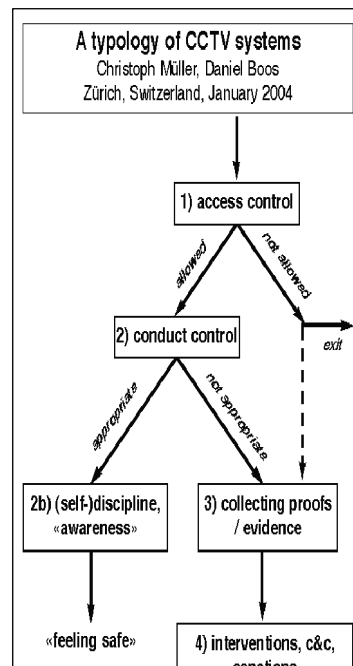 A typology of CCTV systems
Christoph Müller, Daniel Boos
Zürich, Switzerland, January 2004
1) access control
allowed
not allowed
exit
2) conduct control
appropriate
not appropriate
2b) (self-)discipline,
«awareness»
3) collecting proofs
/ evidence
«feeling safe»
4) interventions, c&c,